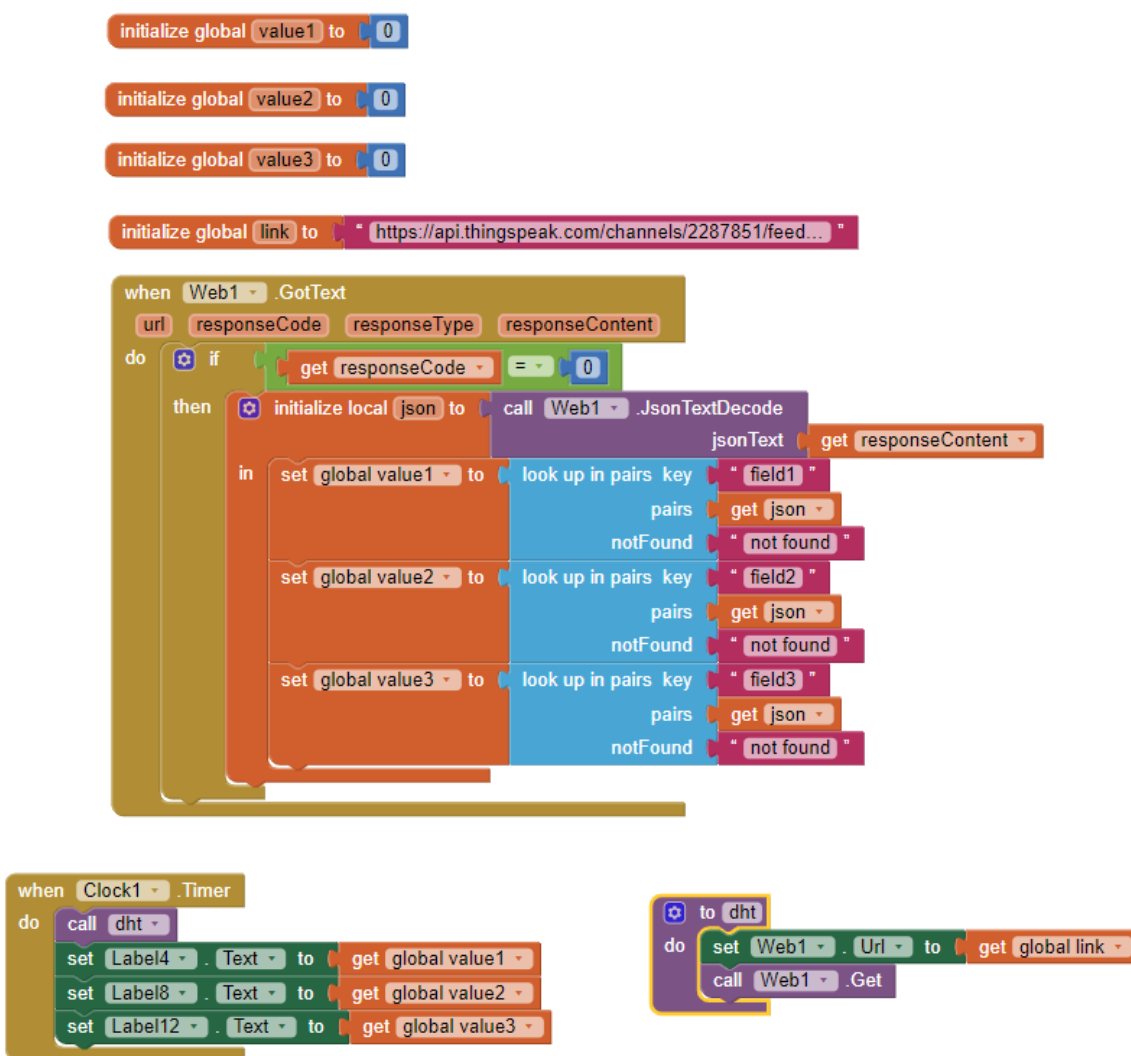 initialize global value1 to 0
initialize global value2 to 0
initialize global value3 to 0
initialize global link to " https://api.thingspeak.com/channels/2287851/feed... "
when Web1 .GotText
url responseCode responseType responseContent
do if get responseCode = 0
then initialize local json to call Web1 .JsonTextDecode
jsonText get responseContent
in set global value1 to look up in pairs key " field1 "
pairs get json
notFound " not found "
set global value2 to look up in pairs key " field2 "
pairs get json
notFound " not found "
set global value3 to look up in pairs key " field3 "
pairs get json
notFound " not found "
when Clock1 .Timer
do call dht
set Label4 . Text to get global value1
set Label8 . Text to get global value2
set Label12 . Text to get global value3
to dht
do set Web1 . Url to get global link
call Web1 .Get